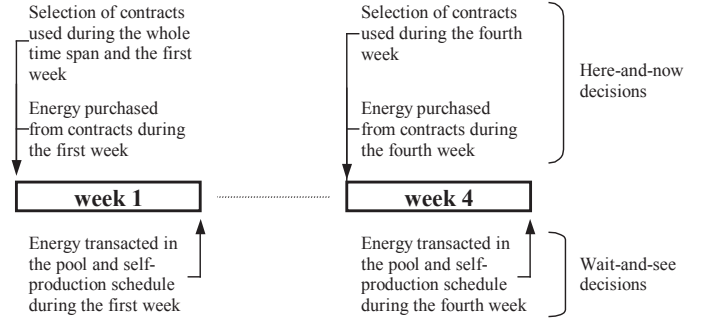 Selection of contracts
used during the whole
time span and the first
week
Energy purchased
from contracts during
the first week
Selection of contracts
used during the fourth
week
Energy purchased
from contracts during
the fourth week
Here-and-now
decisions
week 1
week 4
Energy transacted in
the pool and self-
production schedule
during the first week
Energy transacted in
the pool and self-
production schedule
during the fourth week
Wait-and-see
decisions